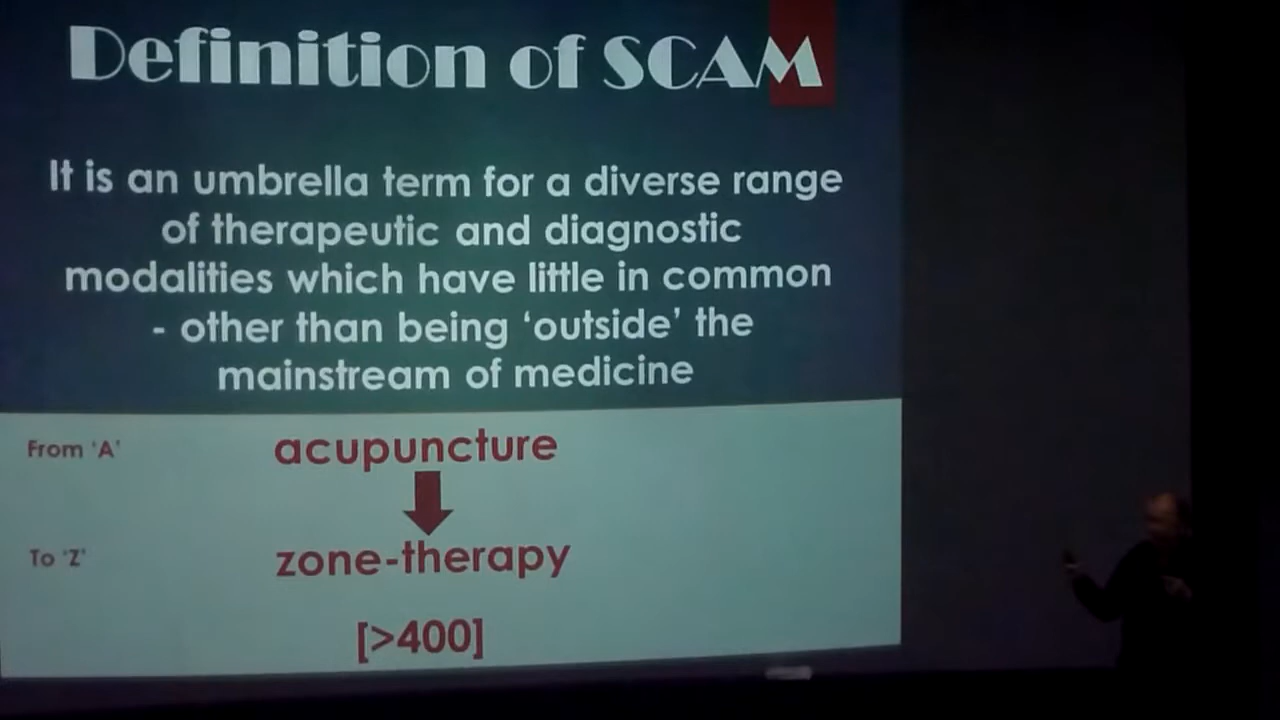 Definition of SCAM
It is an umbrella term for a diverse range
of therapeutic and diagnostic
modalities which have little in common
- other than being ‘outside’ the
mainstream of medicine
From ‘A’
acupuncture
To ‘Z’
zone-therapy
[>400]